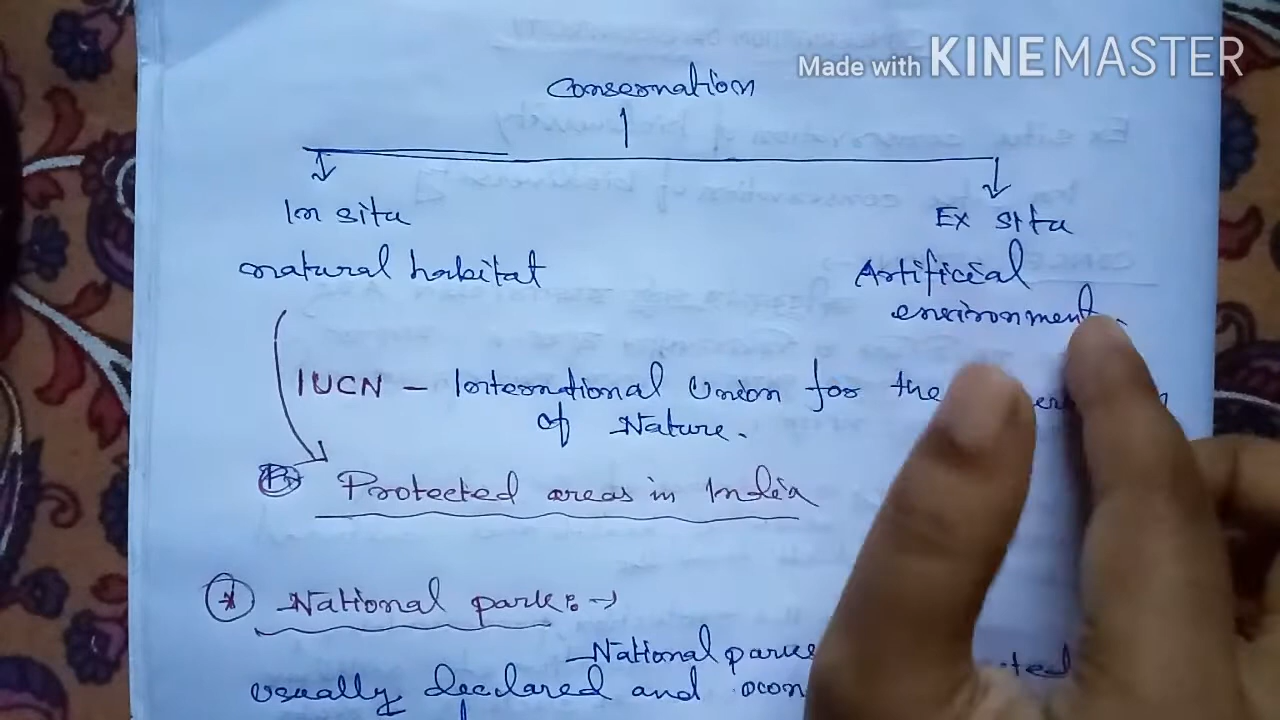 Made with KINEMASTER
Conservation
In situ
Ex situ
natural habitat
Artificial
environment.
IUCN - International Union for the
of Nature.
Protected areas in India
* National park :- →
National parks
usually declared and